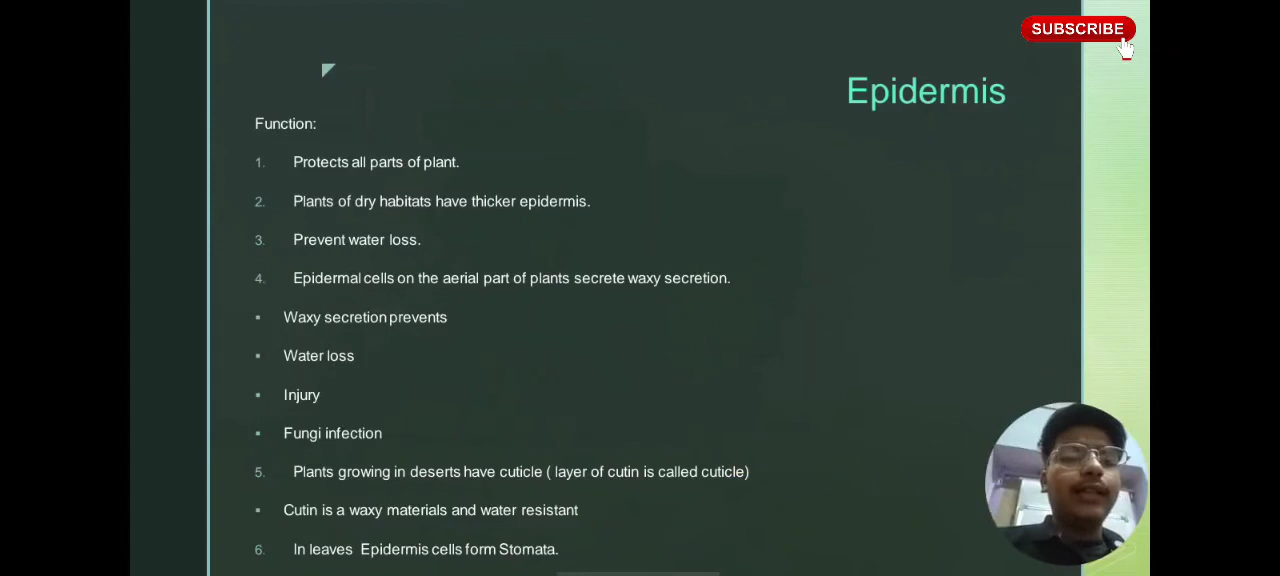 SUBSCRIBE
Epidermis
Function:
1. Protects all parts of plant.
2. Plants of dry habitats have thicker epidermis.
3. Prevent water loss.
4. Epidermal cells on the aerial part of plants secrete waxy secretion.
▪ Waxy secretion prevents
▪ Water loss
▪ Injury
▪ Fungi infection
5. Plants growing in deserts have cuticle ( layer of cutin is called cuticle)
▪ Cutin is a waxy materials and water resistant
6. In leaves Epidermis cells form Stomata.